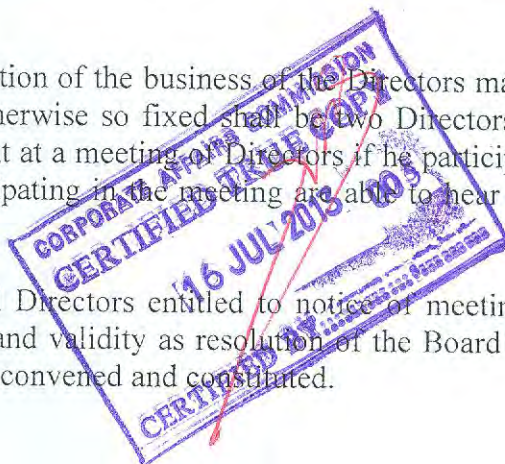 tion of the business of the Directors ma
herwise so fixed shall be two Directors
t at a meeting of Directors if he particip
pating in the meeting are able to hear
Directors entitled to notice of meetin
and validity as resolution of the Board
convened and constituted.
CORPORATE AFFAIRS COMMISSION
CERTIFIED TRUE COPY
16 JUL 2013
CERTIFIED BY